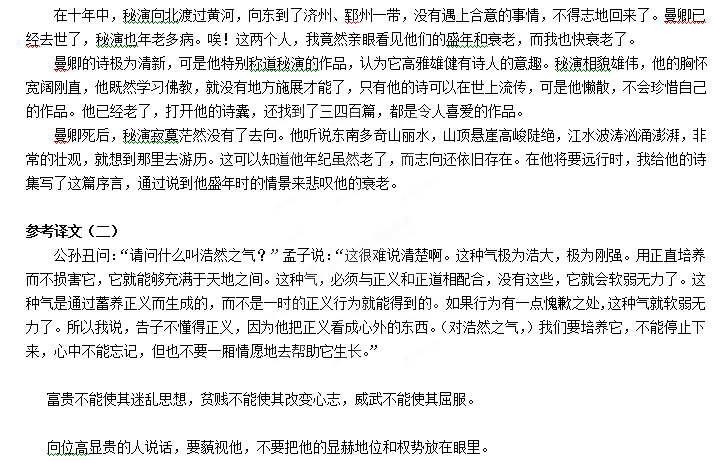 在十年中，秘演向北渡过黄河，向东到了济州、郓州一带，没有遇上合意的事情，不得志地回来了。曼卿已
经去世了，秘演也年老多病。唉！这两个人，我竟然亲眼看见他们的盛年和衰老，而我也快衰老了。
曼卿的诗极为清新，可是他特别称道秘演的作品，认为它高雅雄健有诗人的意趣。秘演相貌雄伟，他的胸怀
宽阔刚直，他既然学习佛教，就没有地方施展才能了，只有他的诗可以在世上流传，可是他懒散，不会珍惜自己
的作品。他已经老了，打开他的诗囊，还找到了三四百篇，都是令人喜爱的作品。
曼卿死后，秘演寂寞茫然没有了去向。他听说东南多奇山丽水，山顶悬崖高峻陡绝，江水波涛汹涌澎湃，非
常的壮观，就想到那里去游历。这可以知道他年纪虽然老了，而志向还依旧存在。在他将要远行时，我给他的诗
集写了这篇序言，通过说到他盛年时的情景来悲叹他的衰老。
参考译文（二）
公孙丑问：“请问什么叫浩然之气？”孟子说：“这很难说清楚啊。这种气极为浩大，极为刚强。用正直培养
而不损害它，它就能够充满于天地之间。这种气，必须与正义和正道相配合，没有这些，它就会软弱无力了。这
种气是通过蓄养正义而生成的，而不是一时的正义行为就能得到的。如果行为有一点愧歉之处，这种气就软弱无
力了。所以我说，告子不懂得正义，因为他把正义看成心外的东西。（对浩然之气，）我们要培养它，不能停止下
来，心中不能忘记，但也不要一厢情愿地去帮助它生长。”
富贵不能使其迷乱思想，贫贱不能使其改变心志，威武不能使其屈服。
向位高显贵的人说话，要藐视他，不要把他的显赫地位和权势放在眼里。